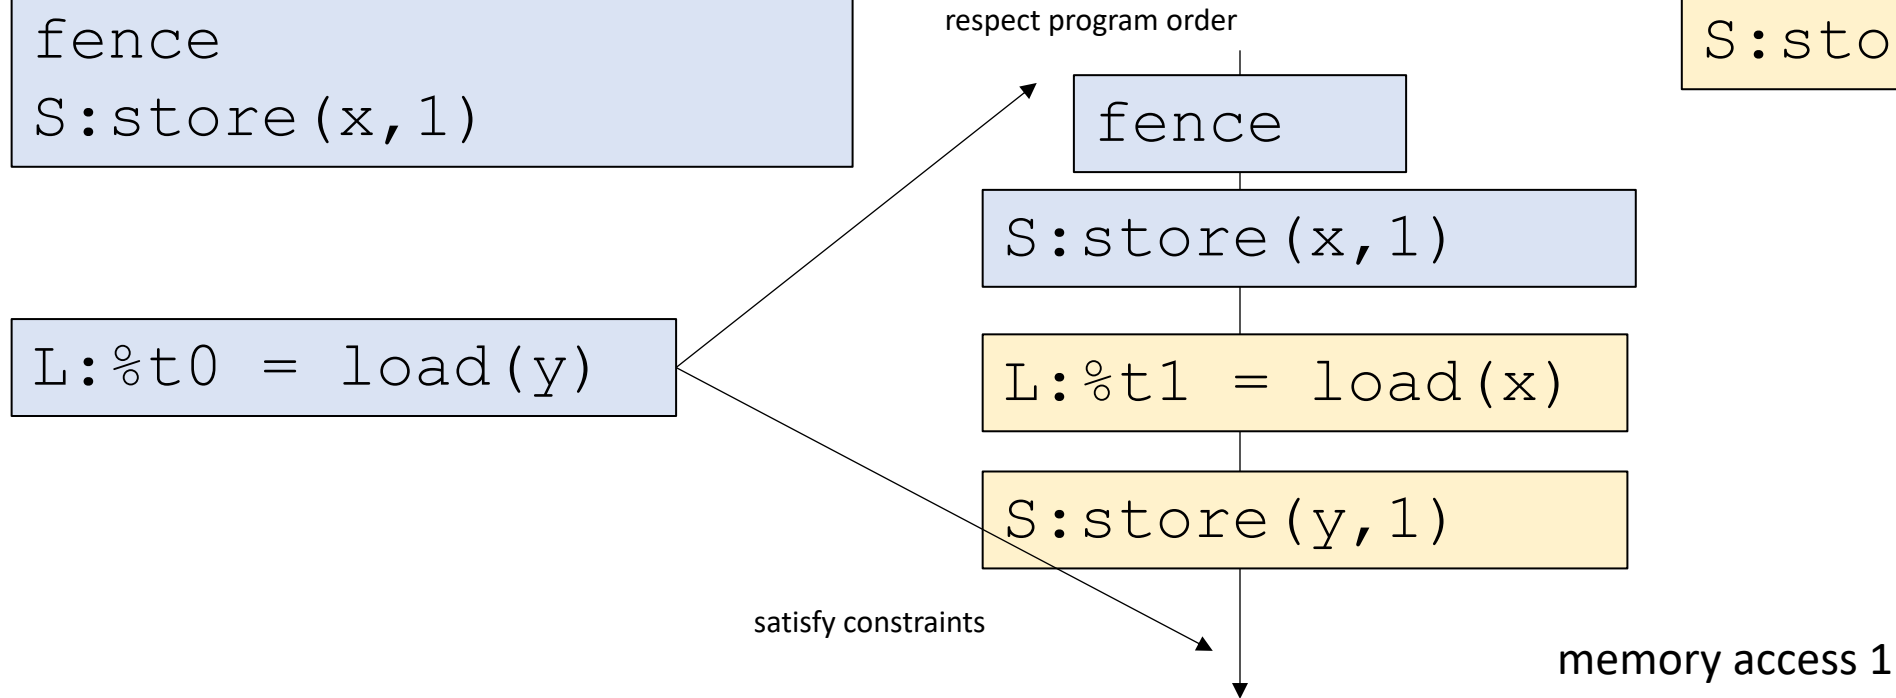 fence
S:store(x,1)
respect program order
S:sto
fence
S:store(x,1)
L:%t0 = load(y)
L:%t1 = load(x)
S:store(y,1)
satisfy constraints
memory access 1